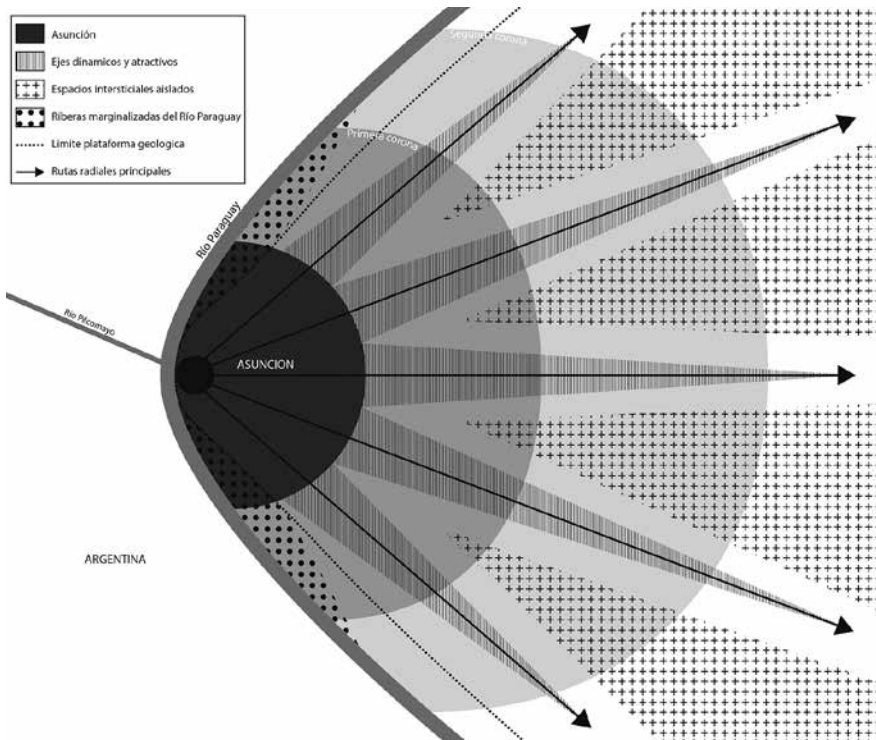 Asunción
Ejes dinamicos y atractivos
Espacios intersticiales aislados
Riberas marginalizadas del Río Paraguay
Limite plataforma geologica
Rutas radiales principales
Segunda corona
Primera corona
Río Paraguay
Río Pilcomayo
ASUNCION
ARGENTINA